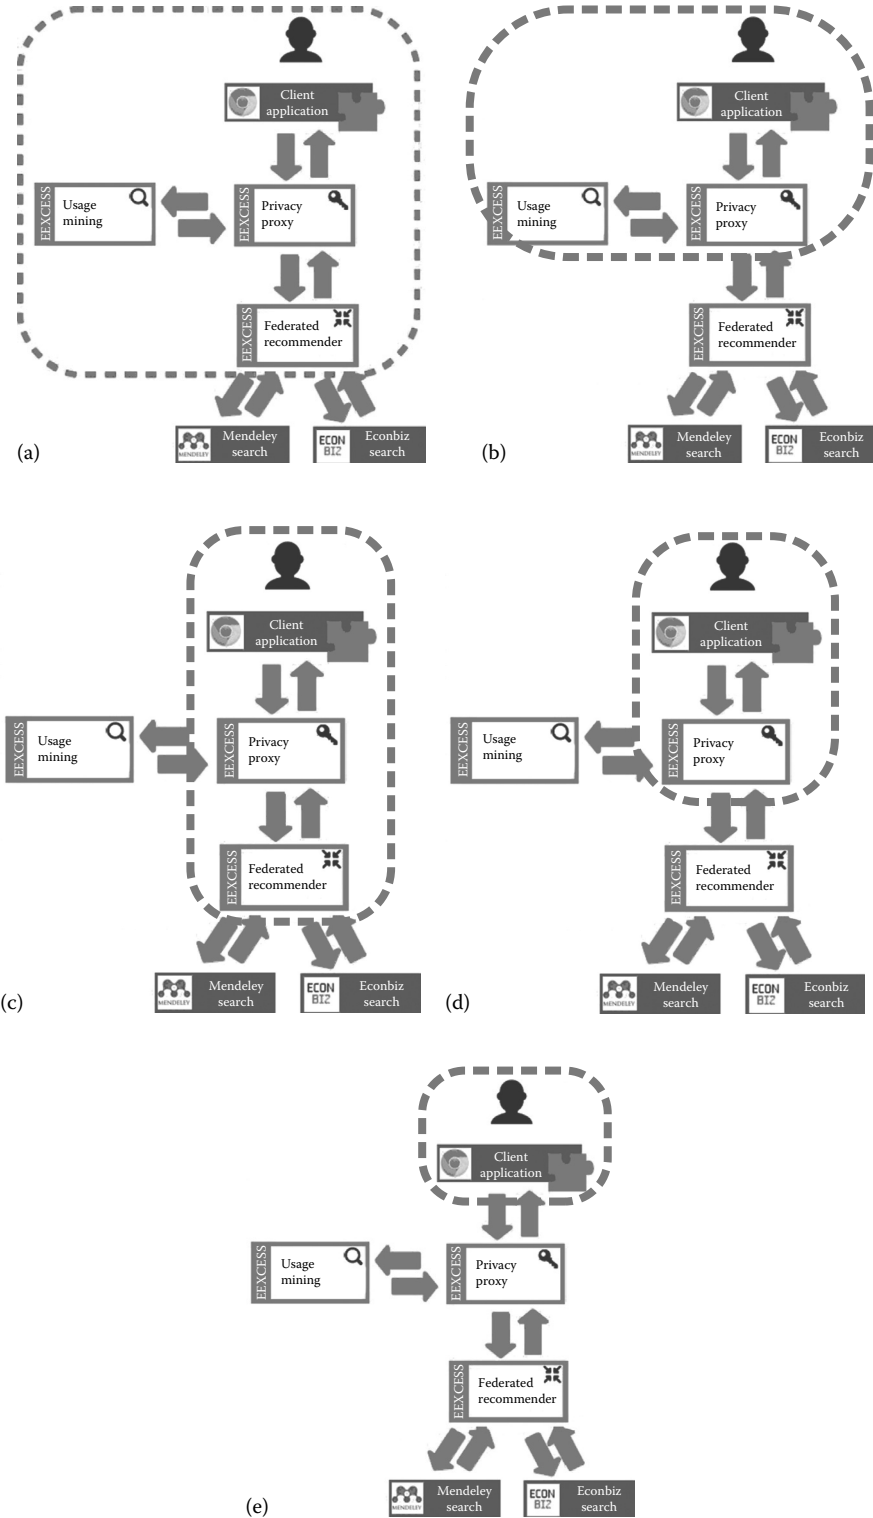 Client
application
EEXCESS
Usage
mining
EEXCESS
Privacy
proxy
EEXCESS
Federated
recommender
MENDELEY
Mendeley
search
ECON
BIZ
Econbiz
search
(a)
Client
application
EEXCESS
Usage
mining
EEXCESS
Privacy
proxy
EEXCESS
Federated
recommender
MENDELEY
Mendeley
search
ECON
BIZ
Econbiz
search
(b)
Client
application
EEXCESS
Usage
mining
EEXCESS
Privacy
proxy
EEXCESS
Federated
recommender
MENDELEY
Mendeley
search
ECON
BIZ
Econbiz
search
(c)
Client
application
EEXCESS
Usage
mining
EEXCESS
Privacy
proxy
EEXCESS
Federated
recommender
MENDELEY
Mendeley
search
ECON
BIZ
Econbiz
search
(d)
Client
application
EEXCESS
Usage
mining
EEXCESS
Privacy
proxy
EEXCESS
Federated
recommender
MENDELEY
Mendeley
search
ECON
BIZ
Econbiz
search
(e)